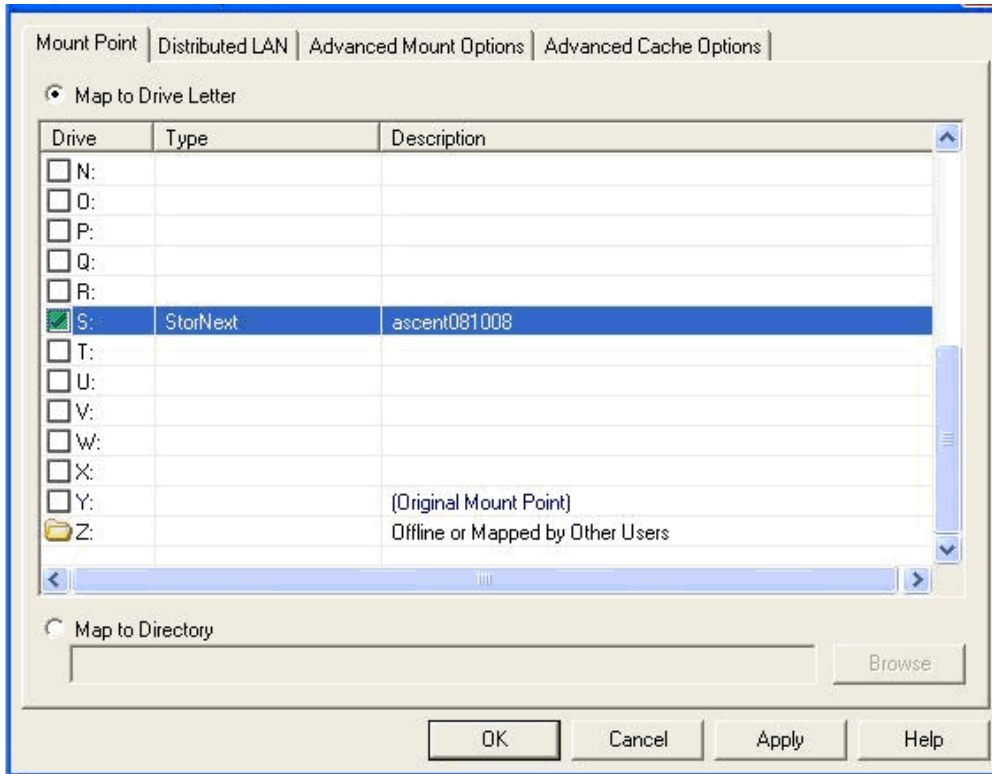 Mount Point Distributed LAN Advanced Mount Options Advanced Cache Options
Map to Drive Letter
Drive Type Description
N:
O:
P:
Q:
R:
S: StorNext ascent081008
T:
U:
V:
W:
X:
Y: (Original Mount Point)
Z: Offline or Mapped by Other Users
Map to Directory
Browse
OK Cancel Apply Help